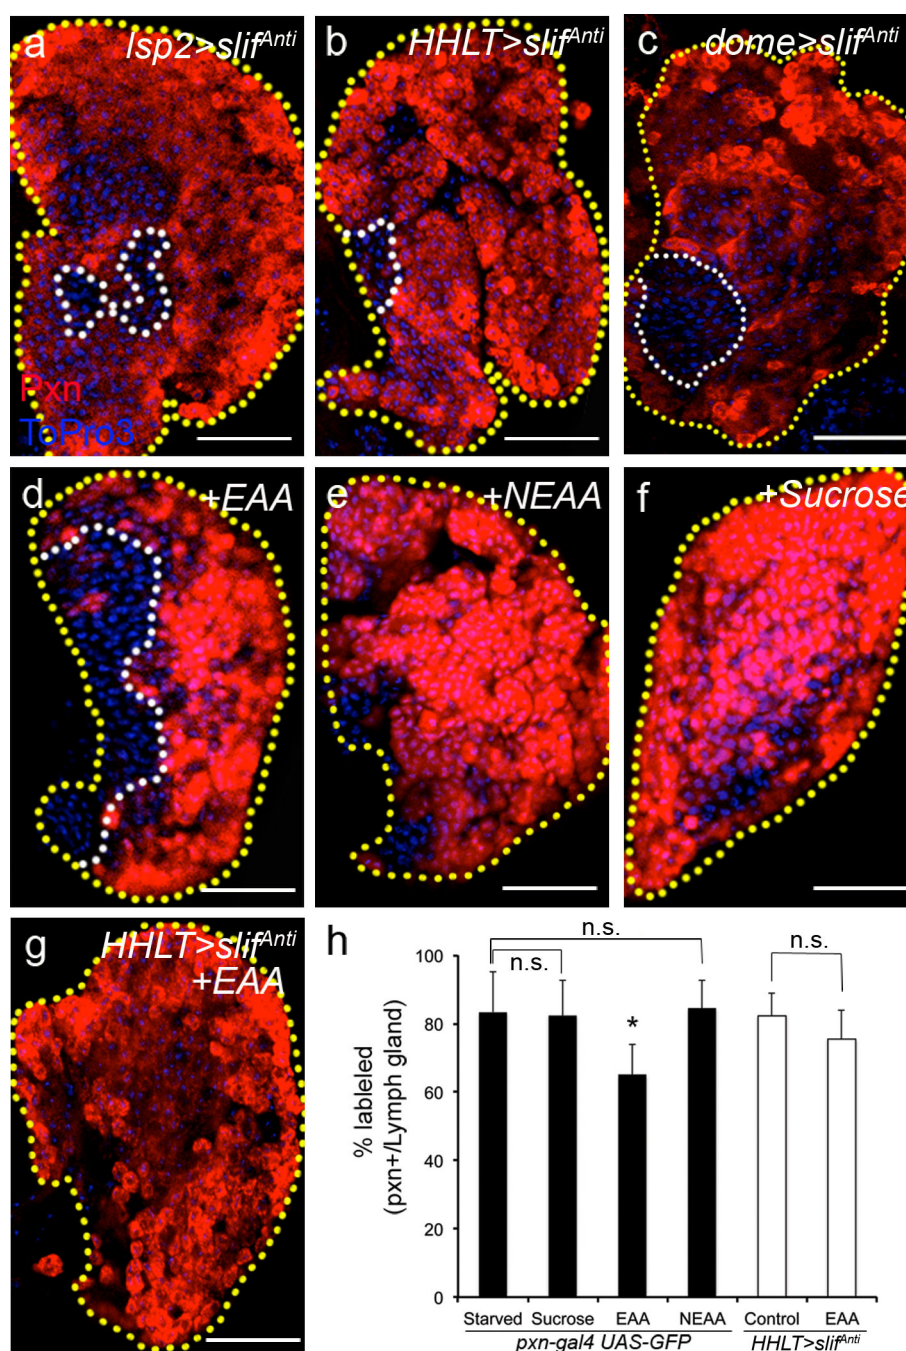 a lsp2>slifAnti
b HHLT>slifAnti
c dome>slifAnti
Pxn
ToPro3
d +EAA
e +NEAA
f +Sucrose
g HHLT>slifAnti
+EAA
h
n.s.
n.s.
n.s.
*
% lableled
(pxn+/Lymph gland)
100
80
60
40
20
0
Starved Sucrose EAA NEAA Control EAA
pxn-gal4 UAS-GFP HHLT>slifAnti